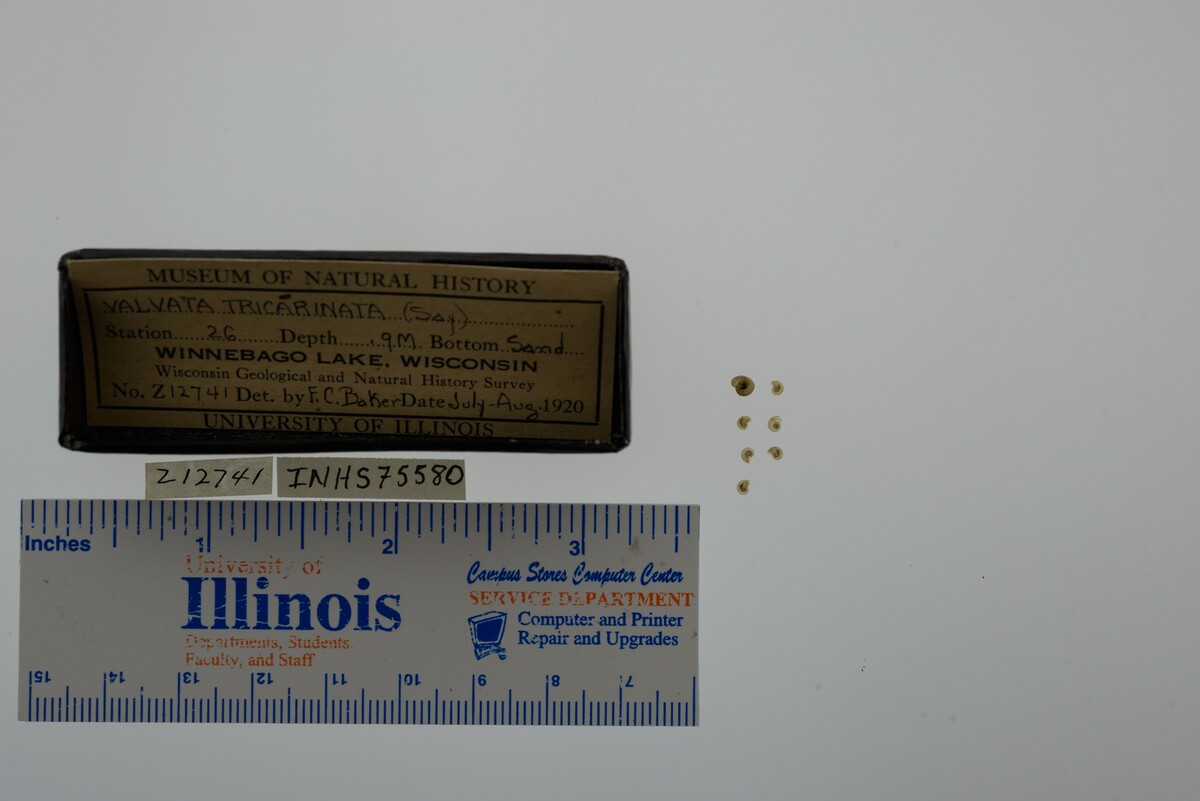 MUSEUM OF NATURAL HISTORY
VALVATA TRICARINATA (Say)
Station 26 Depth .9M. Bottom Sand
WINNEBAGO LAKE, WISCONSIN
Wisconsin Geological and Natural History Survey
No. Z12741 Det. by F.C. Baker Date July-Aug. 1920
UNIVERSITY OF ILLINOIS
Z12741 INHS75580
Inches 1 2 3
University of
Illinois
Departments, Students,
Faculty, and Staff
Campus Stores Computer Center
SERVICE DEPARTMENT
Computer and Printer
Repair and Upgrades
15 14 13 12 11 10 9 8 7